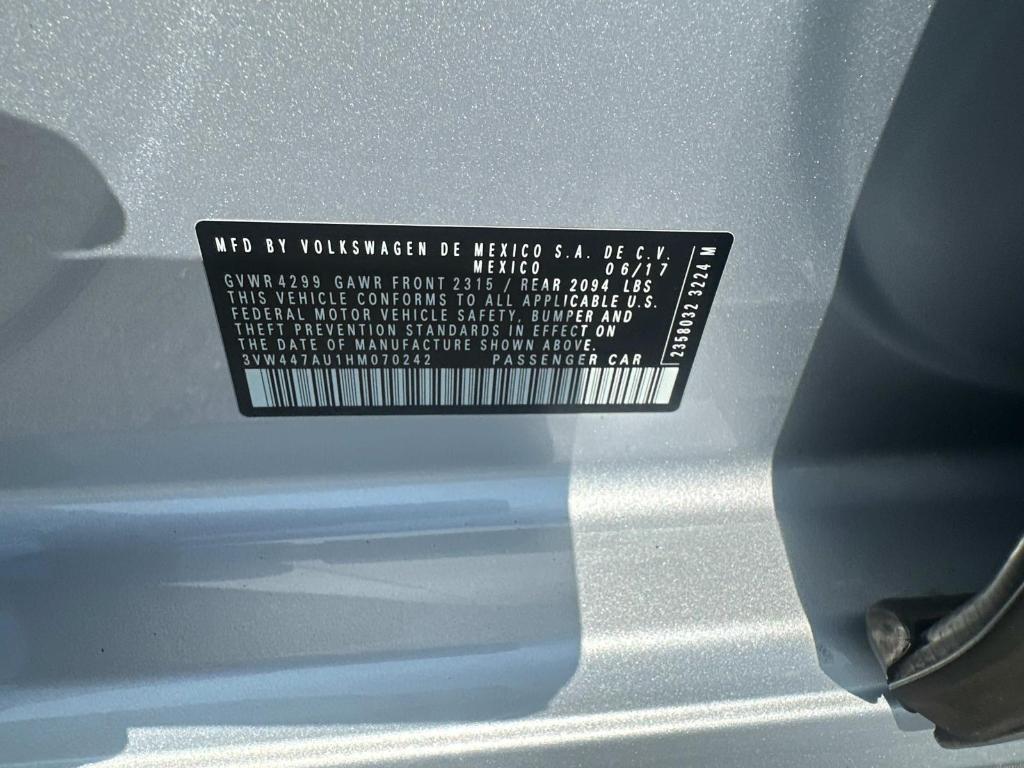 MFD BY VOLKSWAGEN DE MEXICO S.A. DE C.V.
MEXICO 06/17
GVWR 4299 GAWR FRONT 2315 / REAR 2094 LBS
THIS VEHICLE CONFORMS TO ALL APPLICABLE U.S.
FEDERAL MOTOR VEHICLE SAFETY, BUMPER AND
THEFT PREVENTION STANDARDS IN EFFECT ON
THE DATE OF MANUFACTURE SHOWN ABOVE.
3VW447AU1HM070242 PASSENGER CAR
2358032 3224 M